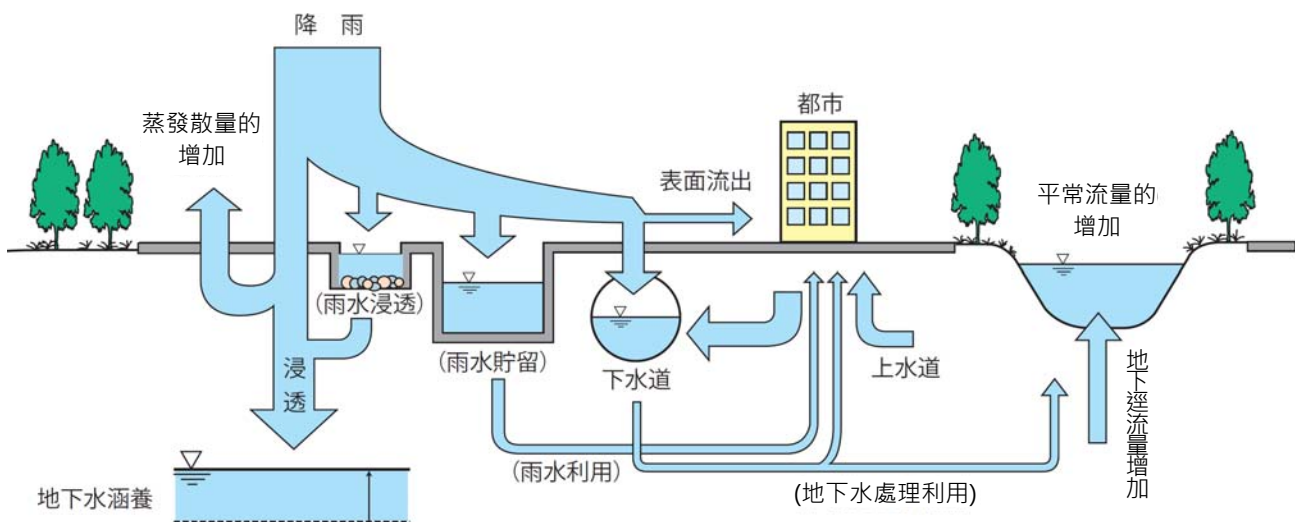 降 雨
都市
蒸發散量的
增加
表面流出
平常流量的
增加
(雨水浸透)
(雨水貯留)
下水道
上水道
浸透
地下逕流量增加
(雨水利用)
(地下水處理利用)
地下水涵養